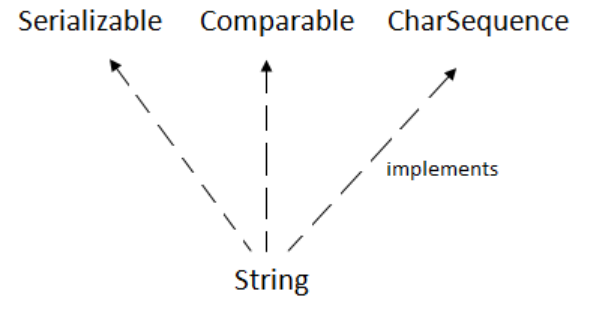 Serializable Comparable CharSequence
implements
String